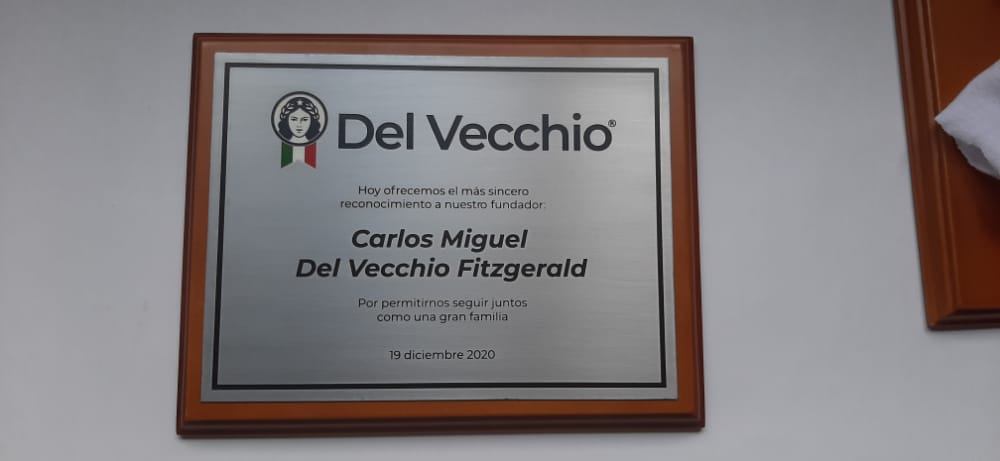 Del Vecchio®
Hoy ofrecemos el más sincero
reconocimiento a nuestro fundador:
Carlos Miguel
Del Vecchio Fitzgerald
Por permitirnos seguir juntos
como una gran familia
19 diciembre 2020